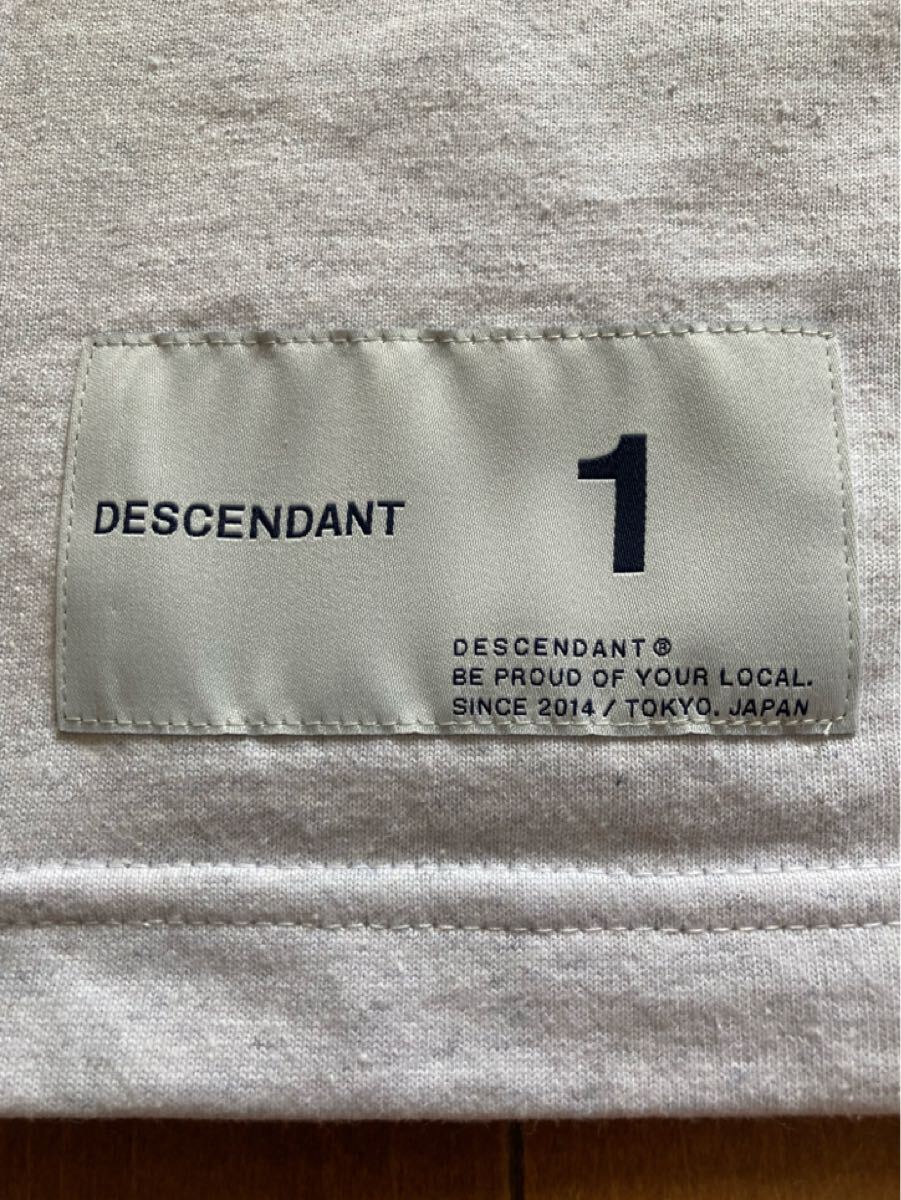 DESCENDANT
1
DESCENDANT®
BE PROUD OF YOUR LOCAL.
SINCE 2014 / TOKYO. JAPAN